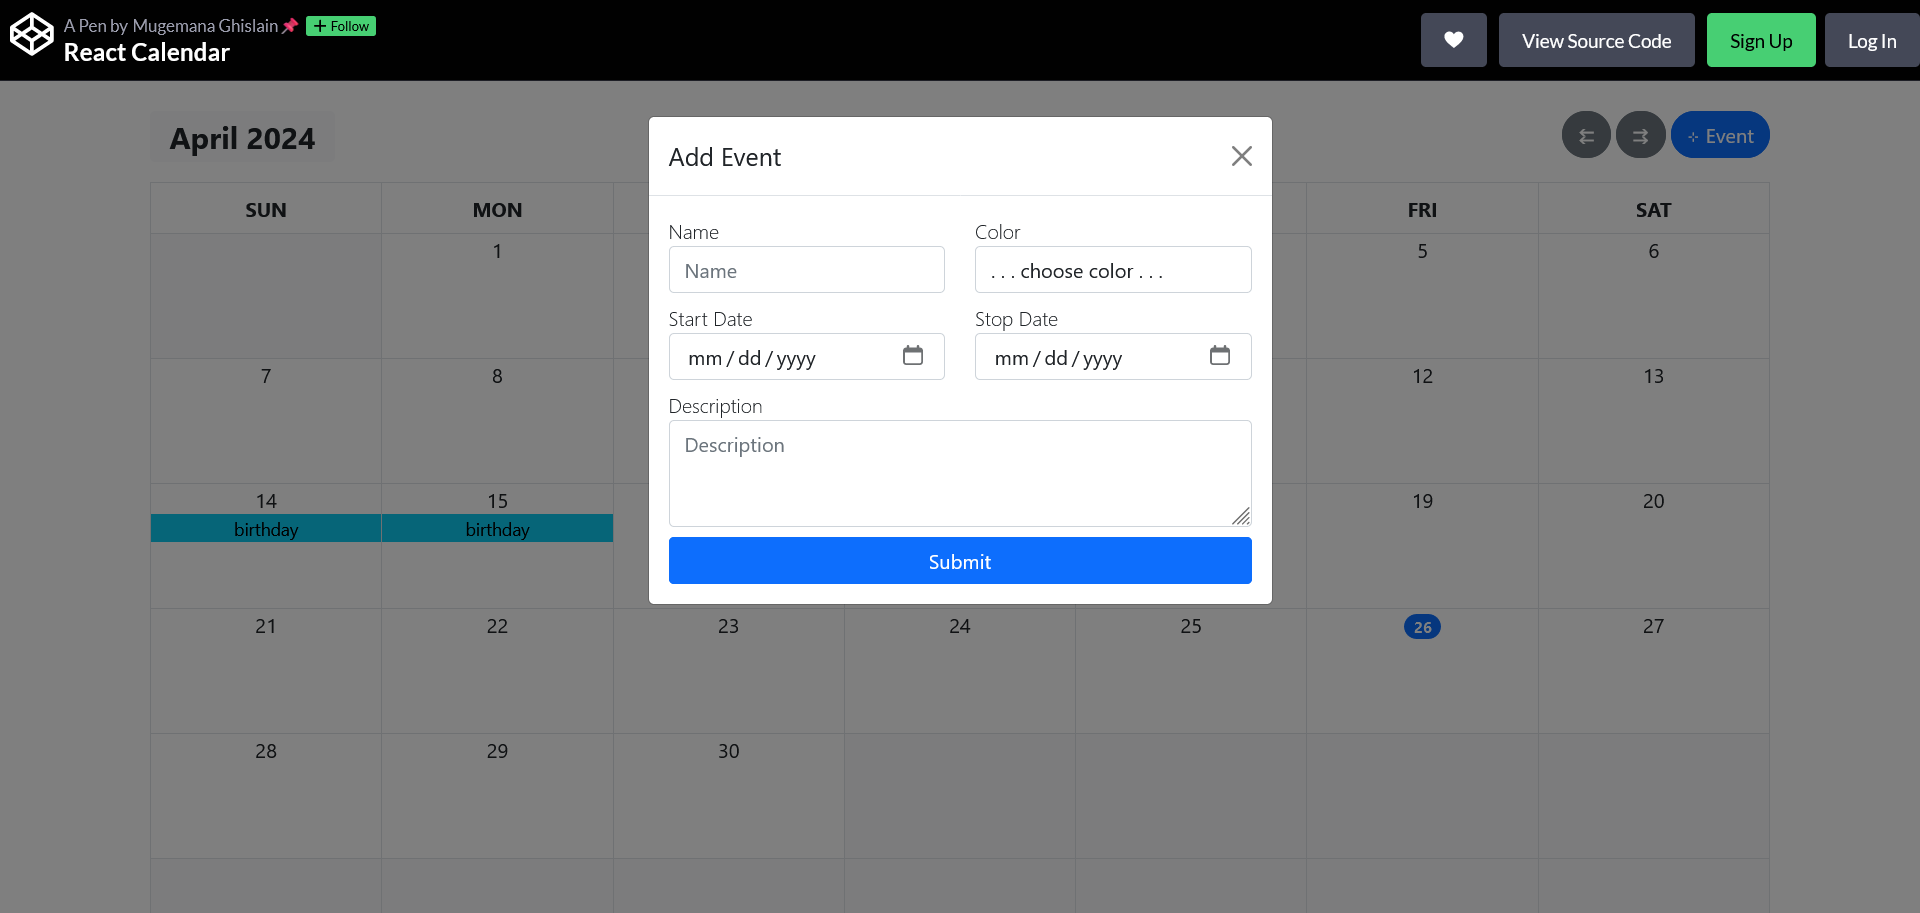 A Pen by Mugemana Ghislain
+ Follow
React Calendar
View Source Code
Sign Up
Log In
April 2024
Event
Add Event
SUN MON FRI SAT
Name
Color
Name
. . . choose color . . .
Start Date
Stop Date
mm / dd / yyyy
mm / dd / yyyy
Description
Description
Submit
1 5 6
7 8 12 13
14 15 19 20
birthday birthday
21 22 23 24 25 26 27
28 29 30